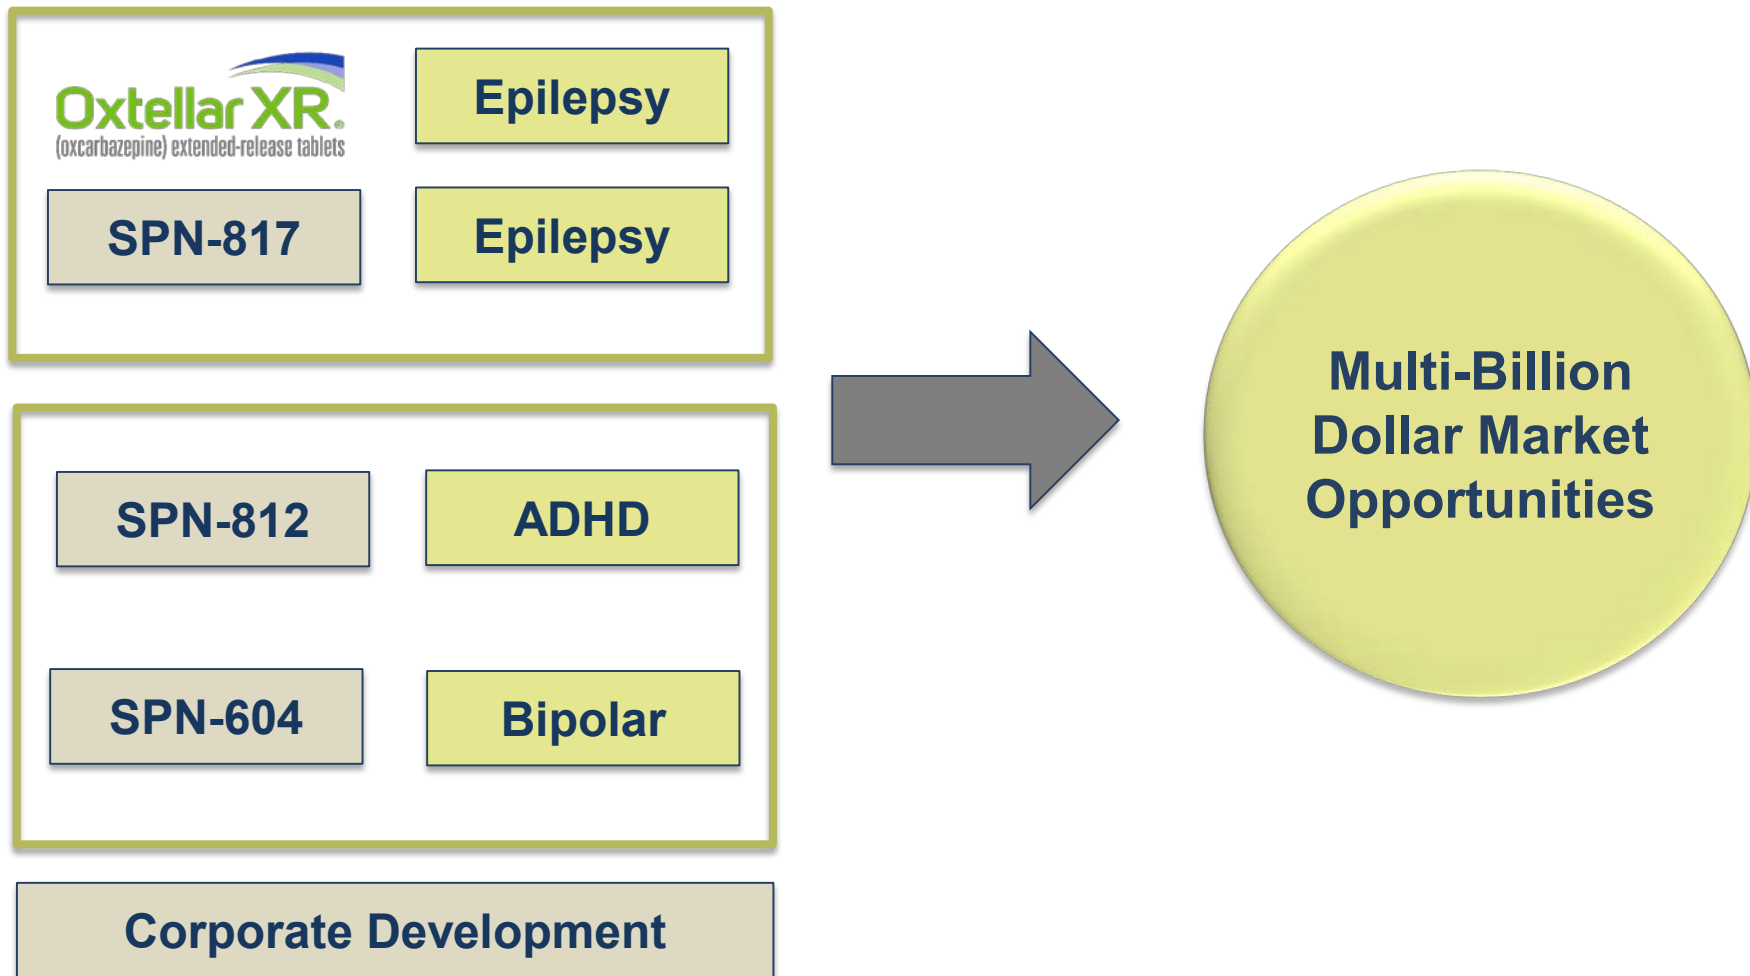 Oxtellar XR®
(oxcarbazepine) extended-release tablets
Epilepsy
SPN-817
Epilepsy
SPN-812
ADHD
SPN-604
Bipolar
Corporate Development
Multi-Billion
Dollar Market
Opportunities